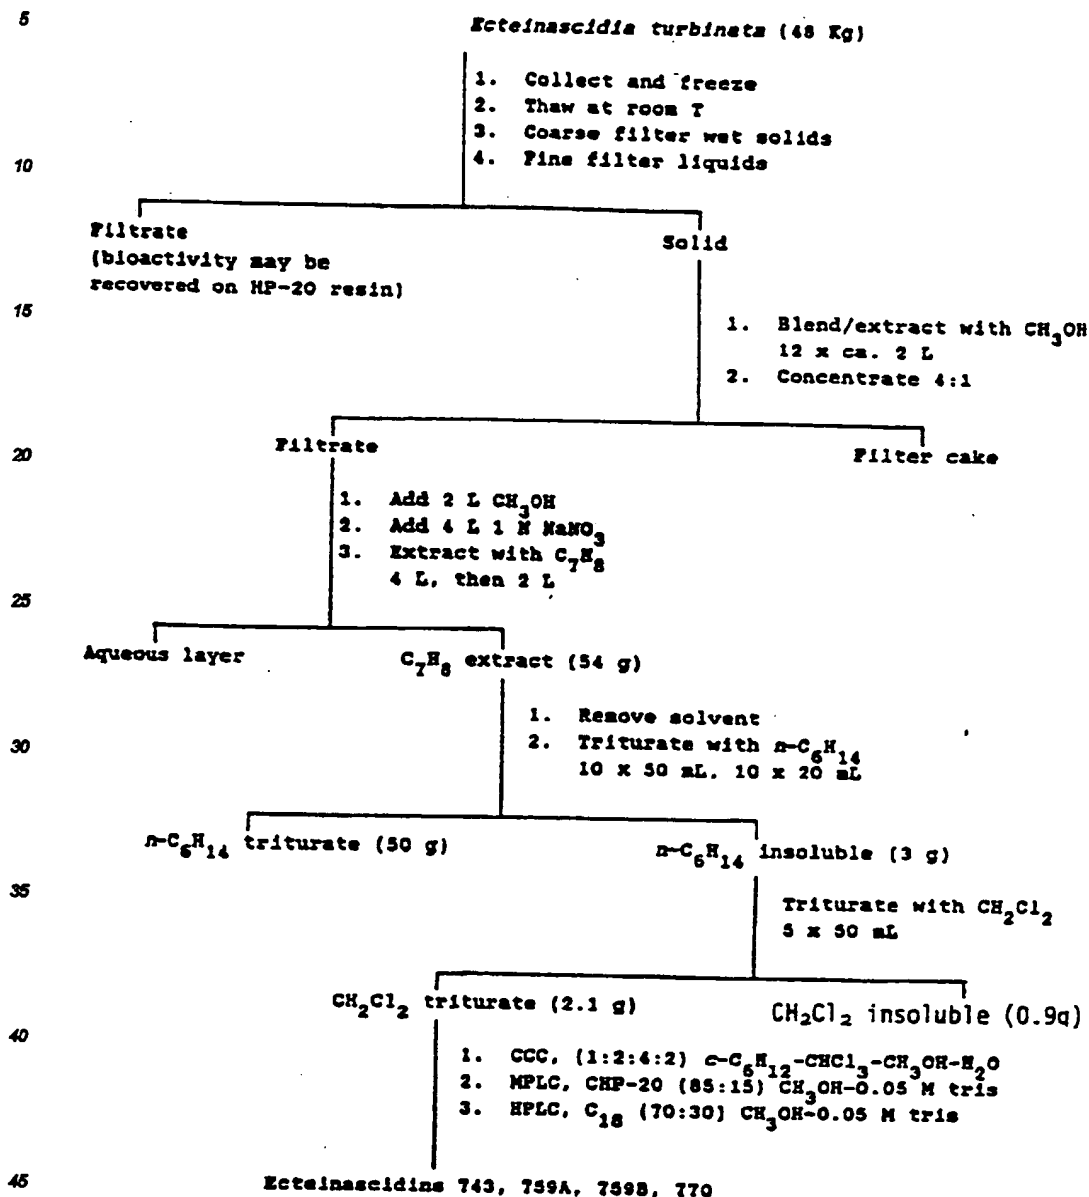 5
Ecteinascidia turbinata (48 Kg)
1. Collect and freeze
2. Thaw at room T
3. Coarse filter wet solids
4. Fine filter liquids
10
Filtrate
(bioactivity may be
recovered on HP-20 resin)
Solid
15
1. Blend/extract with CH₃OH
12 x ca. 2 L
2. Concentrate 4:1
Filtrate
20
Filter cake
1. Add 2 L CH₃OH
2. Add 4 L 1 M NaNO₃
3. Extract with C₇H₈
4 L, then 2 L
25
Aqueous layer
C₇H₈ extract (54 g)
1. Remove solvent
2. Triturate with n-C₆H₁₄
10 x 50 mL, 10 x 20 mL
30
n-C₆H₁₄ triturate (50 g)
n-C₆H₁₄ insoluble (3 g)
35
Triturate with CH₂Cl₂
5 x 50 mL
CH₂Cl₂ triturate (2.1 g)
CH₂Cl₂ insoluble (0.9g)
40
1. CCC, (1:2:4:2) c-C₆H₁₂-CHCl₃-CH₃OH-H₂O
2. MPLC, CHP-20 (85:15) CH₃OH-0.05 M tris
3. HPLC, C₁₈ (70:30) CH₃OH-0.05 M tris
45
Ecteinascidins 743, 759A, 759B, 770